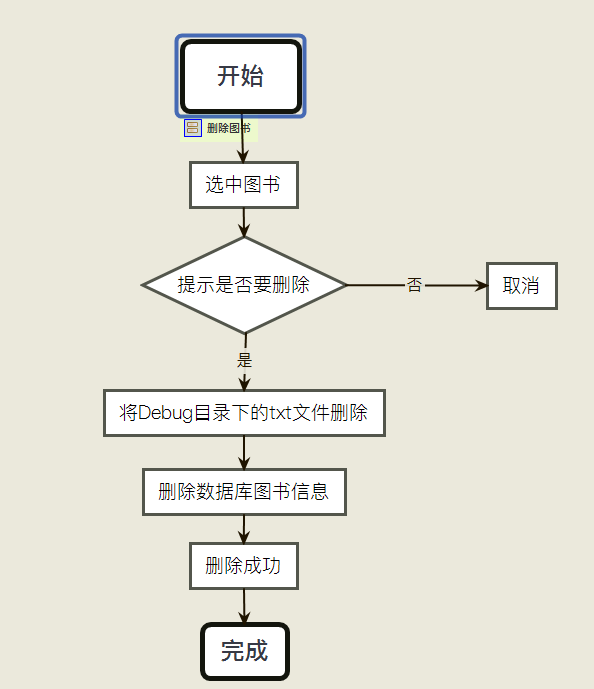 开始
删除图书
选中图书
提示是否要删除
否
取消
是
将Debug目录下的txt文件删除
删除数据库图书信息
删除成功
完成